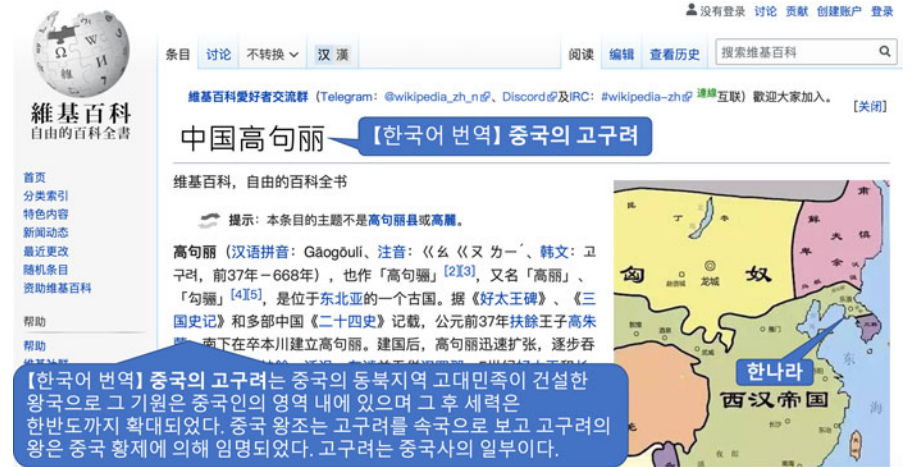 没有登录 讨论 贡献 创建账户 登录
条目 讨论 不转换 汉 漢 阅读 编辑 查看历史 搜索维基百科
維基百科
自由的百科全書
維基百科愛好者交流群（Telegram：@wikipedia_zh_n、Discord及IRC：#wikipedia-zh 連線互联）歡迎大家加入。 [关闭]
中国高句丽
【한국어 번역】 중국의 고구려
维基百科，自由的百科全书
提示：本条目的主题不是高句丽县或高麗。
高句丽（汉语拼音：Gāogōulí、注音：ㄍㄠ ㄍㄡ ㄌㄧˊ、韩文：고
구려, 前37年－668年），也作「高句骊」[2][3]，又名「高丽」、
「句骊」[4][5]，是位于东北亚的一个古国。据《好太王碑》、《三
国史记》和多部中国《二十四史》记载，公元前37年扶餘王子高朱
南下在卒本川建立高句丽。建国后，高句丽迅速扩张，逐步吞
首页
分类索引
特色内容
新闻动态
最近更改
随机条目
资助维基百科
帮助
帮助
【한국어 번역】 중국의 고구려는 중국의 동북지역 고대민족이 건설한
왕국으로 그 기원은 중국인의 영역 내에 있으며 그 후 세력은
한반도까지 확대되었다. 중국 왕조는 고구려를 속국으로 보고 고구려의
왕은 중국 황제에 의해 임명되었다. 고구려는 중국사의 일부이다.
丁
鲜
夫
匈 奴
龙城
한나라
西汉帝国
东
海